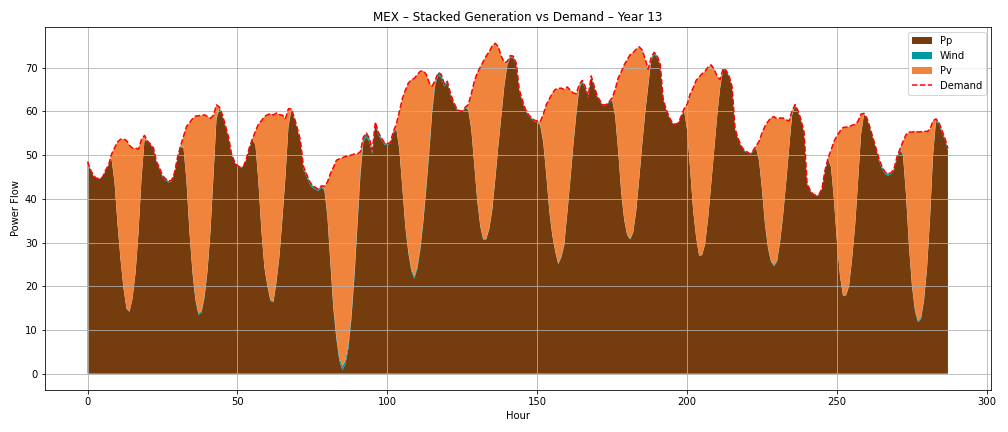 MEX – Stacked Generation vs Demand – Year 13
Power Flow
70
60
50
40
30
20
10
0
Pp
Wind
Pv
Demand
0 50 100 150 200 250 300
Hour